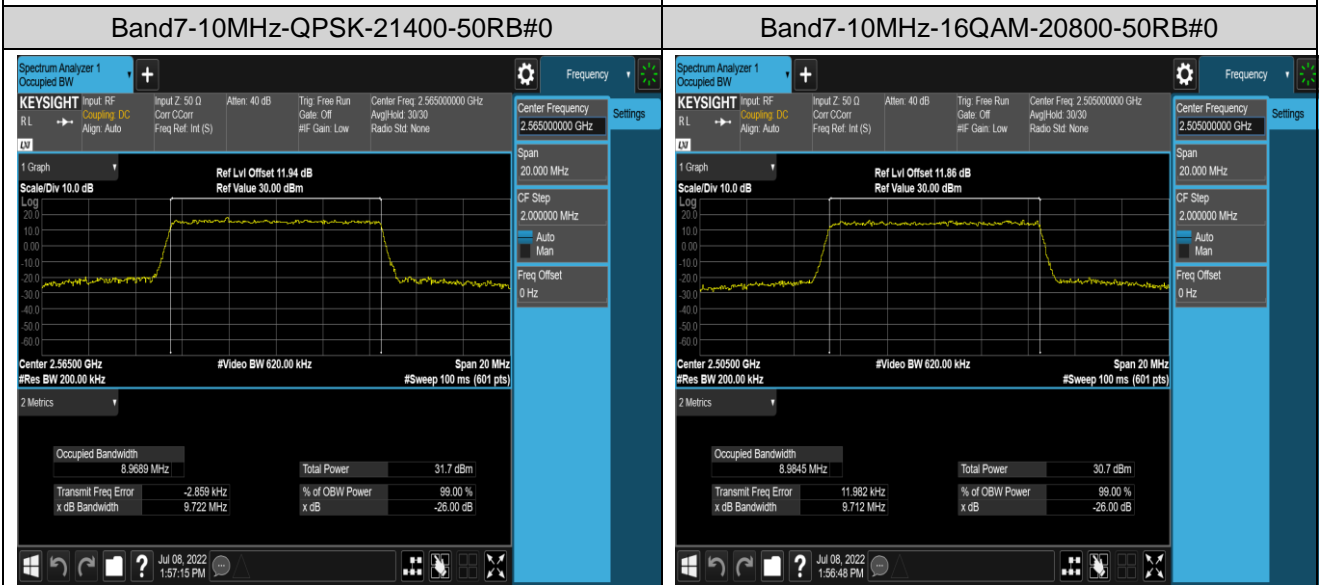 Band7-10MHz-QPSK-21400-50RB#0
Spectrum Analyzer 1
Occupied BW
+
Frequency
KEYSIGHT Input: RF Input Z: 50 Ω Atten: 40 dB Trig: Free Run Center Freq: 2.565000000 GHz
RL Coupling: DC Corr CCorr Gate: Off Avg|Hold: 30/30
Align: Auto Freq Ref: Int (S) #IF Gain: Low Radio Std: None
LXI
Center Frequency
2.565000000 GHz
Settings
Span
20.000 MHz
CF Step
2.000000 MHz
Auto
Man
Freq Offset
0 Hz
1 Graph
Scale/Div 10.0 dB
Ref Lvl Offset 11.94 dB
Ref Value 30.00 dBm
Log
20.0
10.0
0.00
-10.0
-20.0
-30.0
-40.0
-50.0
-60.0
Center 2.56500 GHz #Video BW 620.00 kHz Span 20 MHz
#Res BW 200.00 kHz #Sweep 100 ms (601 pts)
2 Metrics
Occupied Bandwidth
8.9689 MHz
Total Power 31.7 dBm
Transmit Freq Error -2.859 kHz % of OBW Power 99.00 %
x dB Bandwidth 9.722 MHz x dB -26.00 dB
?
Jul 08, 2022
1:57:15 PM
Band7-10MHz-16QAM-20800-50RB#0
Spectrum Analyzer 1
Occupied BW
+
Frequency
KEYSIGHT Input: RF Input Z: 50 Ω Atten: 40 dB Trig: Free Run Center Freq: 2.505000000 GHz
RL Coupling: DC Corr CCorr Gate: Off Avg|Hold: 30/30
Align: Auto Freq Ref: Int (S) #IF Gain: Low Radio Std: None
LXI
Center Frequency
2.505000000 GHz
Settings
Span
20.000 MHz
CF Step
2.000000 MHz
Auto
Man
Freq Offset
0 Hz
1 Graph
Scale/Div 10.0 dB
Ref Lvl Offset 11.86 dB
Ref Value 30.00 dBm
Log
20.0
10.0
0.00
-10.0
-20.0
-30.0
-40.0
-50.0
-60.0
Center 2.50500 GHz #Video BW 620.00 kHz Span 20 MHz
#Res BW 200.00 kHz #Sweep 100 ms (601 pts)
2 Metrics
Occupied Bandwidth
8.9845 MHz
Total Power 30.7 dBm
Transmit Freq Error 11.982 kHz % of OBW Power 99.00 %
x dB Bandwidth 9.712 MHz x dB -26.00 dB
?
Jul 08, 2022
1:56:48 PM